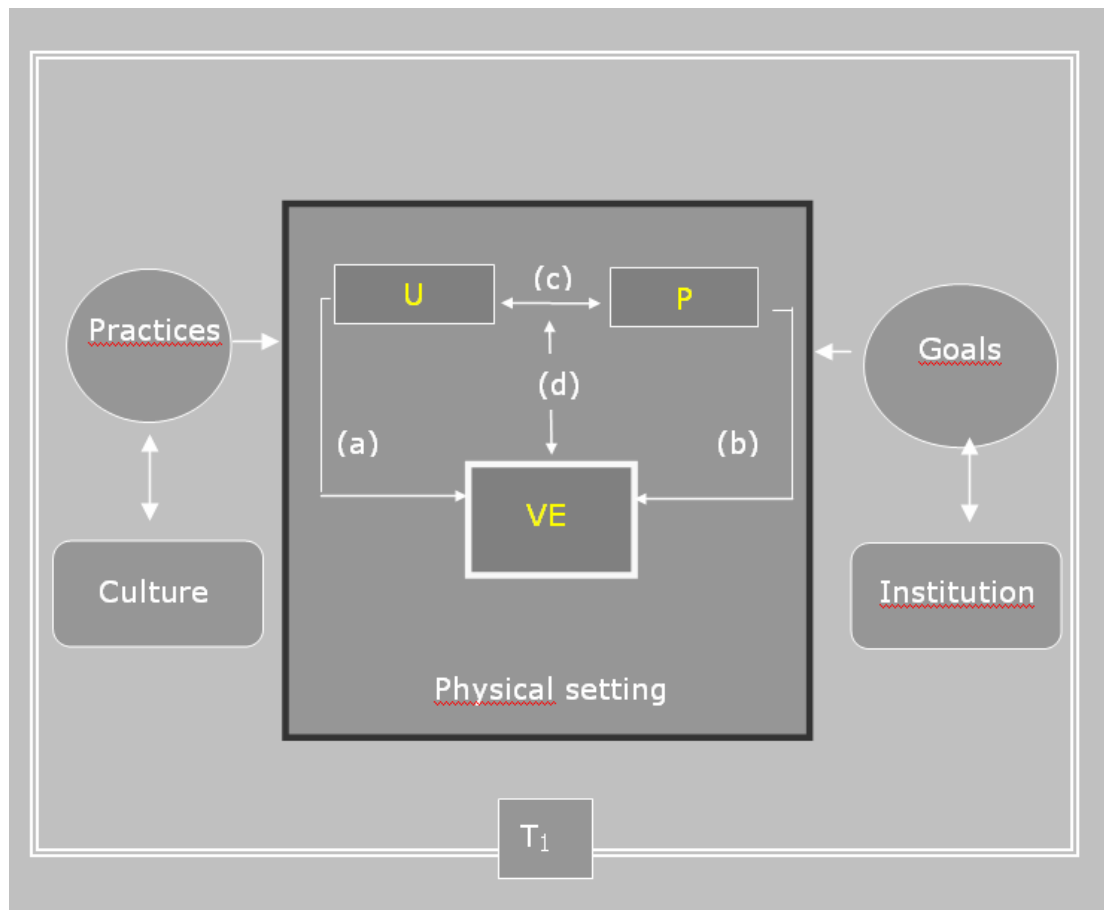 U
(c)
P
Practices
Goals
(d)
(a)
(b)
VE
Culture
Institution
Physical setting
T₁